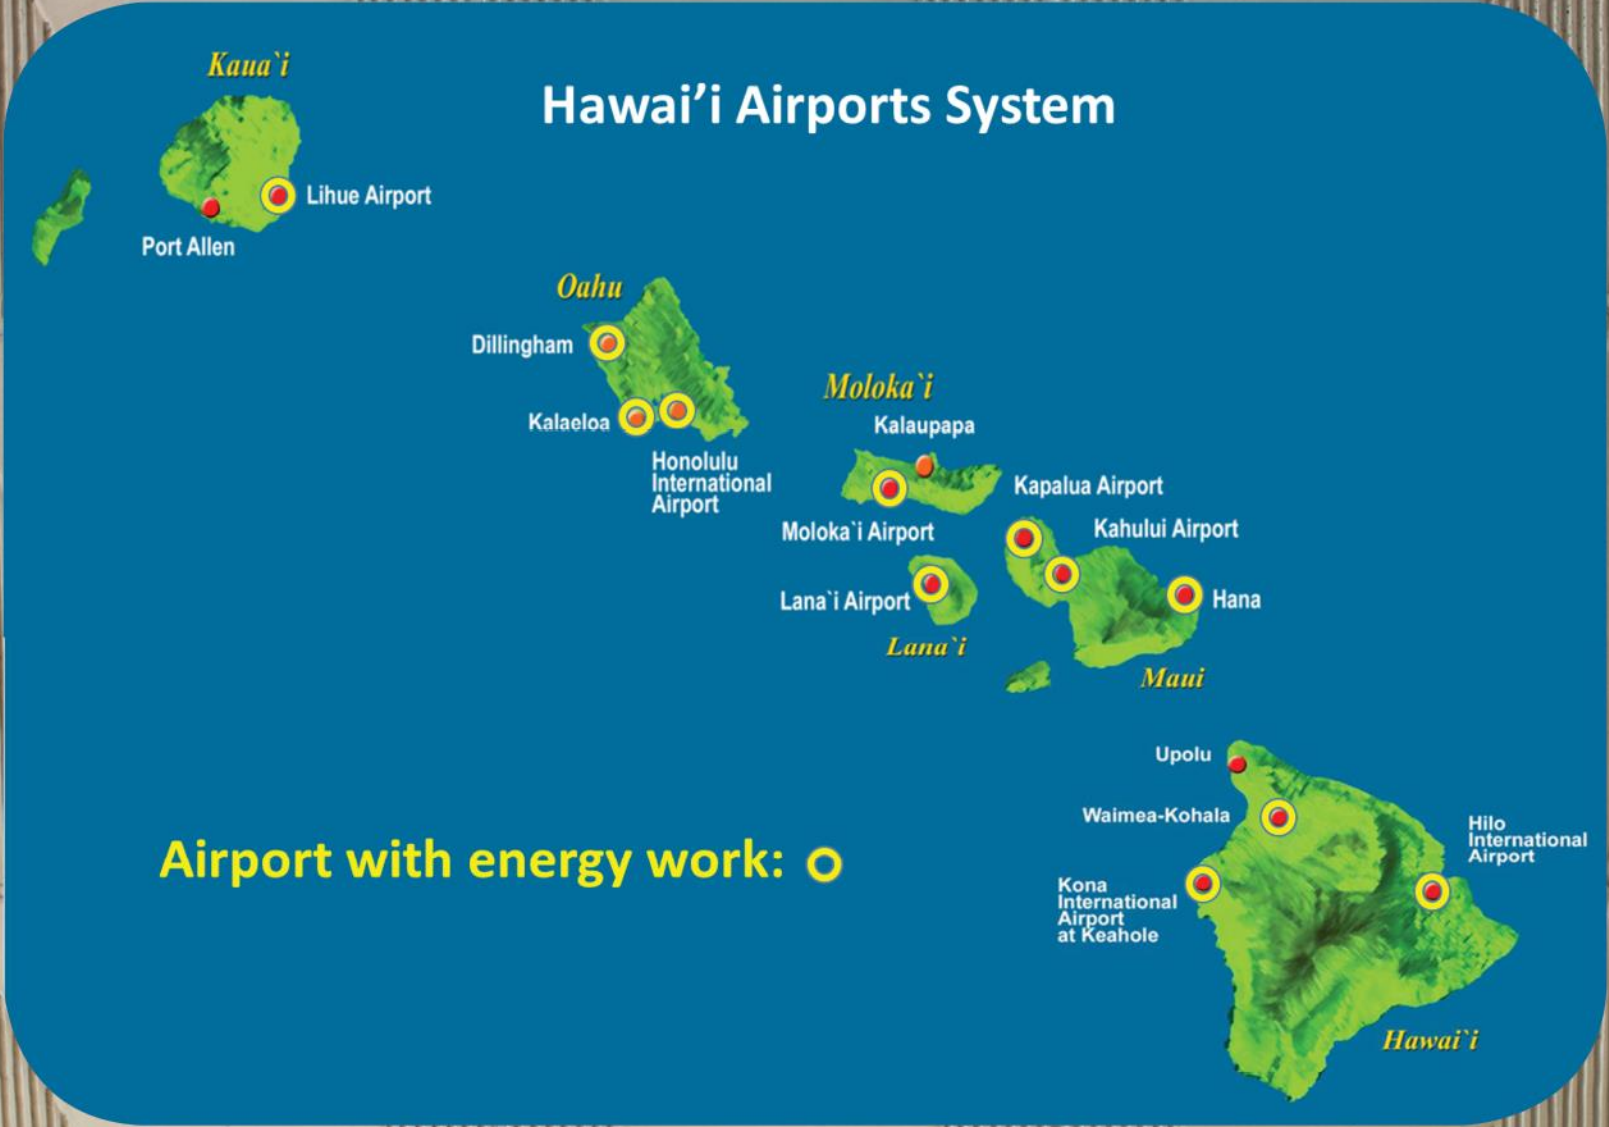 Kaua`i
Hawai’i Airports System
Lihue Airport
Port Allen
Oahu
Dillingham
Kalaeloa
Honolulu
International
Airport
Moloka`i
Kalaupapa
Kapalua Airport
Moloka`i Airport
Kahului Airport
Lana`i Airport
Hana
Lana`i
Maui
Upolu
Waimea-Kohala
Hilo
International
Airport
Airport with energy work:
Kona
International
Airport
at Keahole
Hawai`i